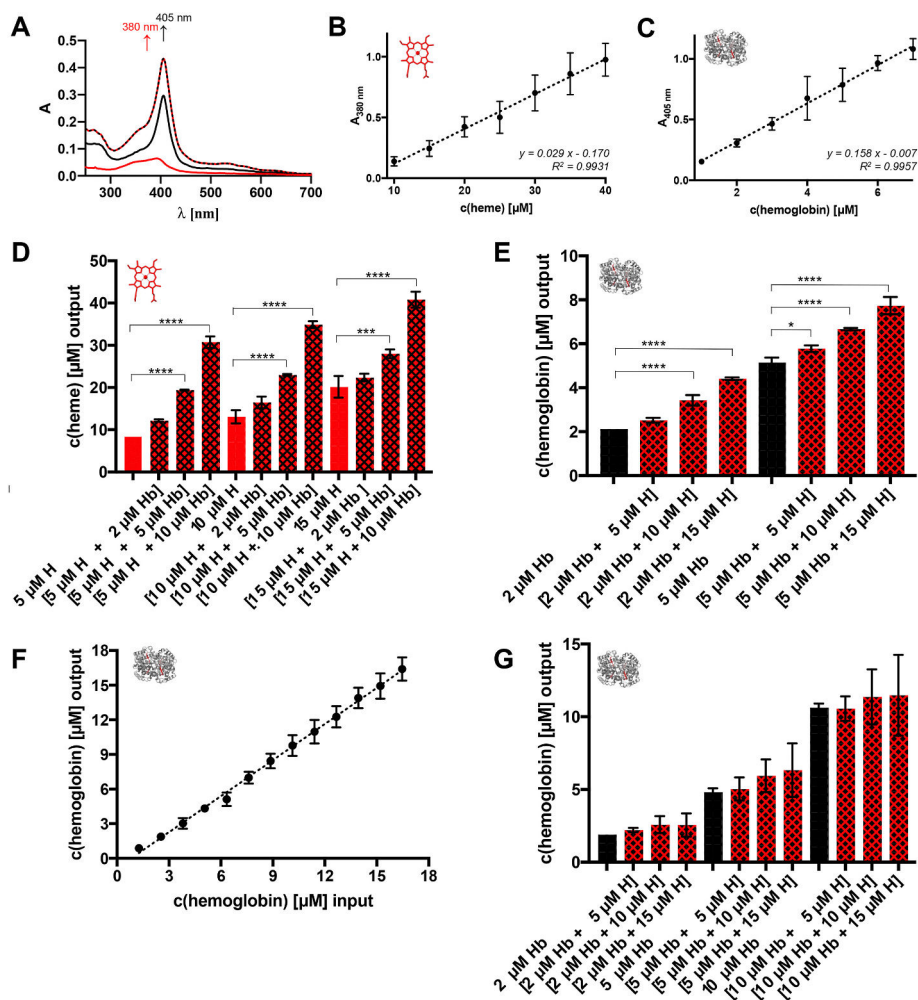 A
405 nm
380 nm
0.5
0.4
0.3
0.2
0.1
0.0
A
300 400 500 600 700
λ [nm]
B
1.0
0.5
0.0
A380 nm
y = 0.029 x - 0.170
R² = 0.9931
10 20 30 40
c(heme) [µM]
C
1.0
0.5
0.0
A405 nm
y = 0.158 x - 0.007
R² = 0.9957
2 4 6
c(hemoglobin) [µM]
D
50
40
30
20
10
0
c(heme) [µM] output
****
****
****
****
****
***
5 µM H
[5 µM H + 2 µM Hb]
[5 µM H + 5 µM Hb]
[5 µM H + 10 µM Hb]
10 µM H
[10 µM H + 2 µM Hb]
[10 µM H + 5 µM Hb]
[10 µM H + 10 µM Hb]
15 µM H
[15 µM H + 2 µM Hb ]
[15 µM H + 5 µM Hb]
[15 µM H + 10 µM Hb]
E
10
8
6
4
2
0
c(hemoglobin) [µM] output
****
****
****
****
*
2 µM Hb
[2 µM Hb + 5 µM H]
[2 µM Hb + 10 µM H]
[2 µM Hb + 15 µM H]
5 µM Hb
[5 µM Hb + 5 µM H]
[5 µM Hb + 10 µM H]
[5 µM Hb + 15 µM H]
F
18
15
12
9
6
3
0
c(hemoglobin) [µM] output
0 3 6 9 12 15 18
c(hemoglobin) [µM] input
G
15
10
5
0
c(hemoglobin) [µM] output
2 µM Hb
[2 µM Hb + 5 µM H]
[2 µM Hb + 10 µM H]
[2 µM Hb + 15 µM H]
5 µM Hb
[5 µM Hb + 5 µM H]
[5 µM Hb + 10 µM H]
[5 µM Hb + 15 µM H]
10 µM Hb
[10 µM Hb + 5 µM H]
[10 µM Hb + 10 µM H]
[10 µM Hb + 15 µM H]